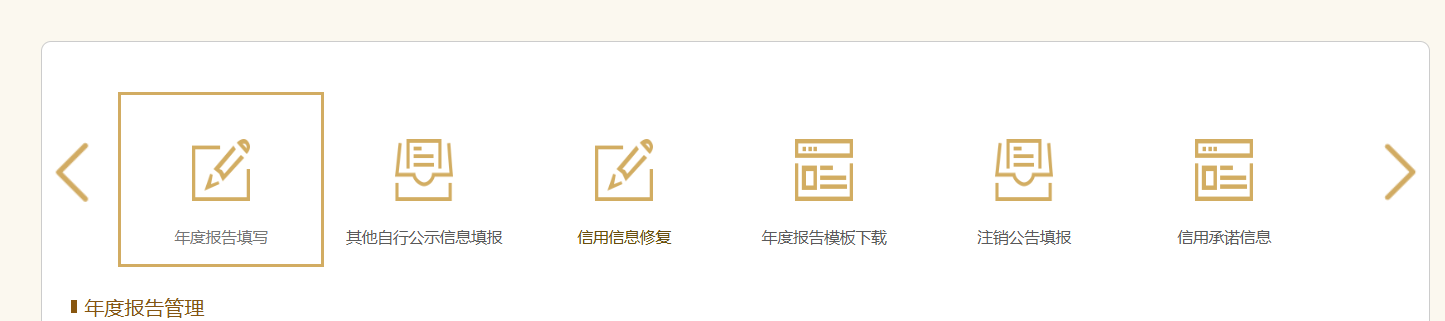 年度报告填写
其他自行公示信息填报
信用信息修复
年度报告模板下载
注销公告填报
信用承诺信息
年度报告管理